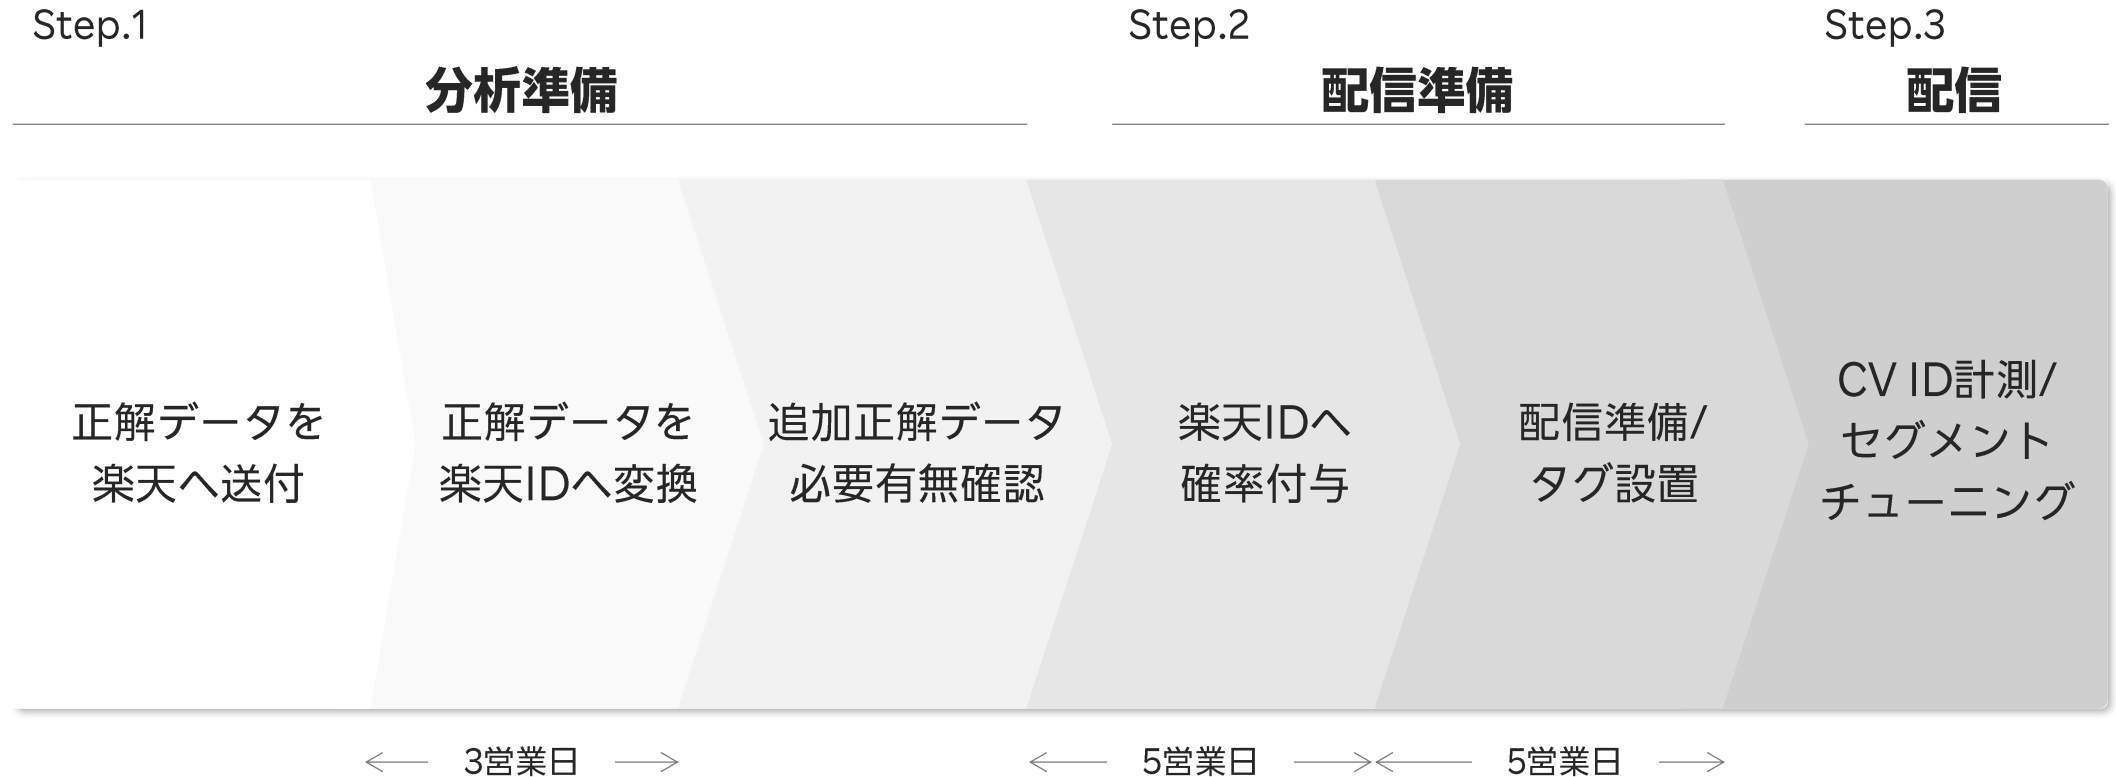 Step.1
分析準備
Step.2
配信準備
Step.3
配信
正解データを
楽天へ送付
正解データを
楽天IDへ変換
追加正解データ
必要有無確認
楽天IDへ
確率付与
配信準備/
タグ設置
CV ID計測/
セグメント
チューニング
3営業日
5営業日
5営業日